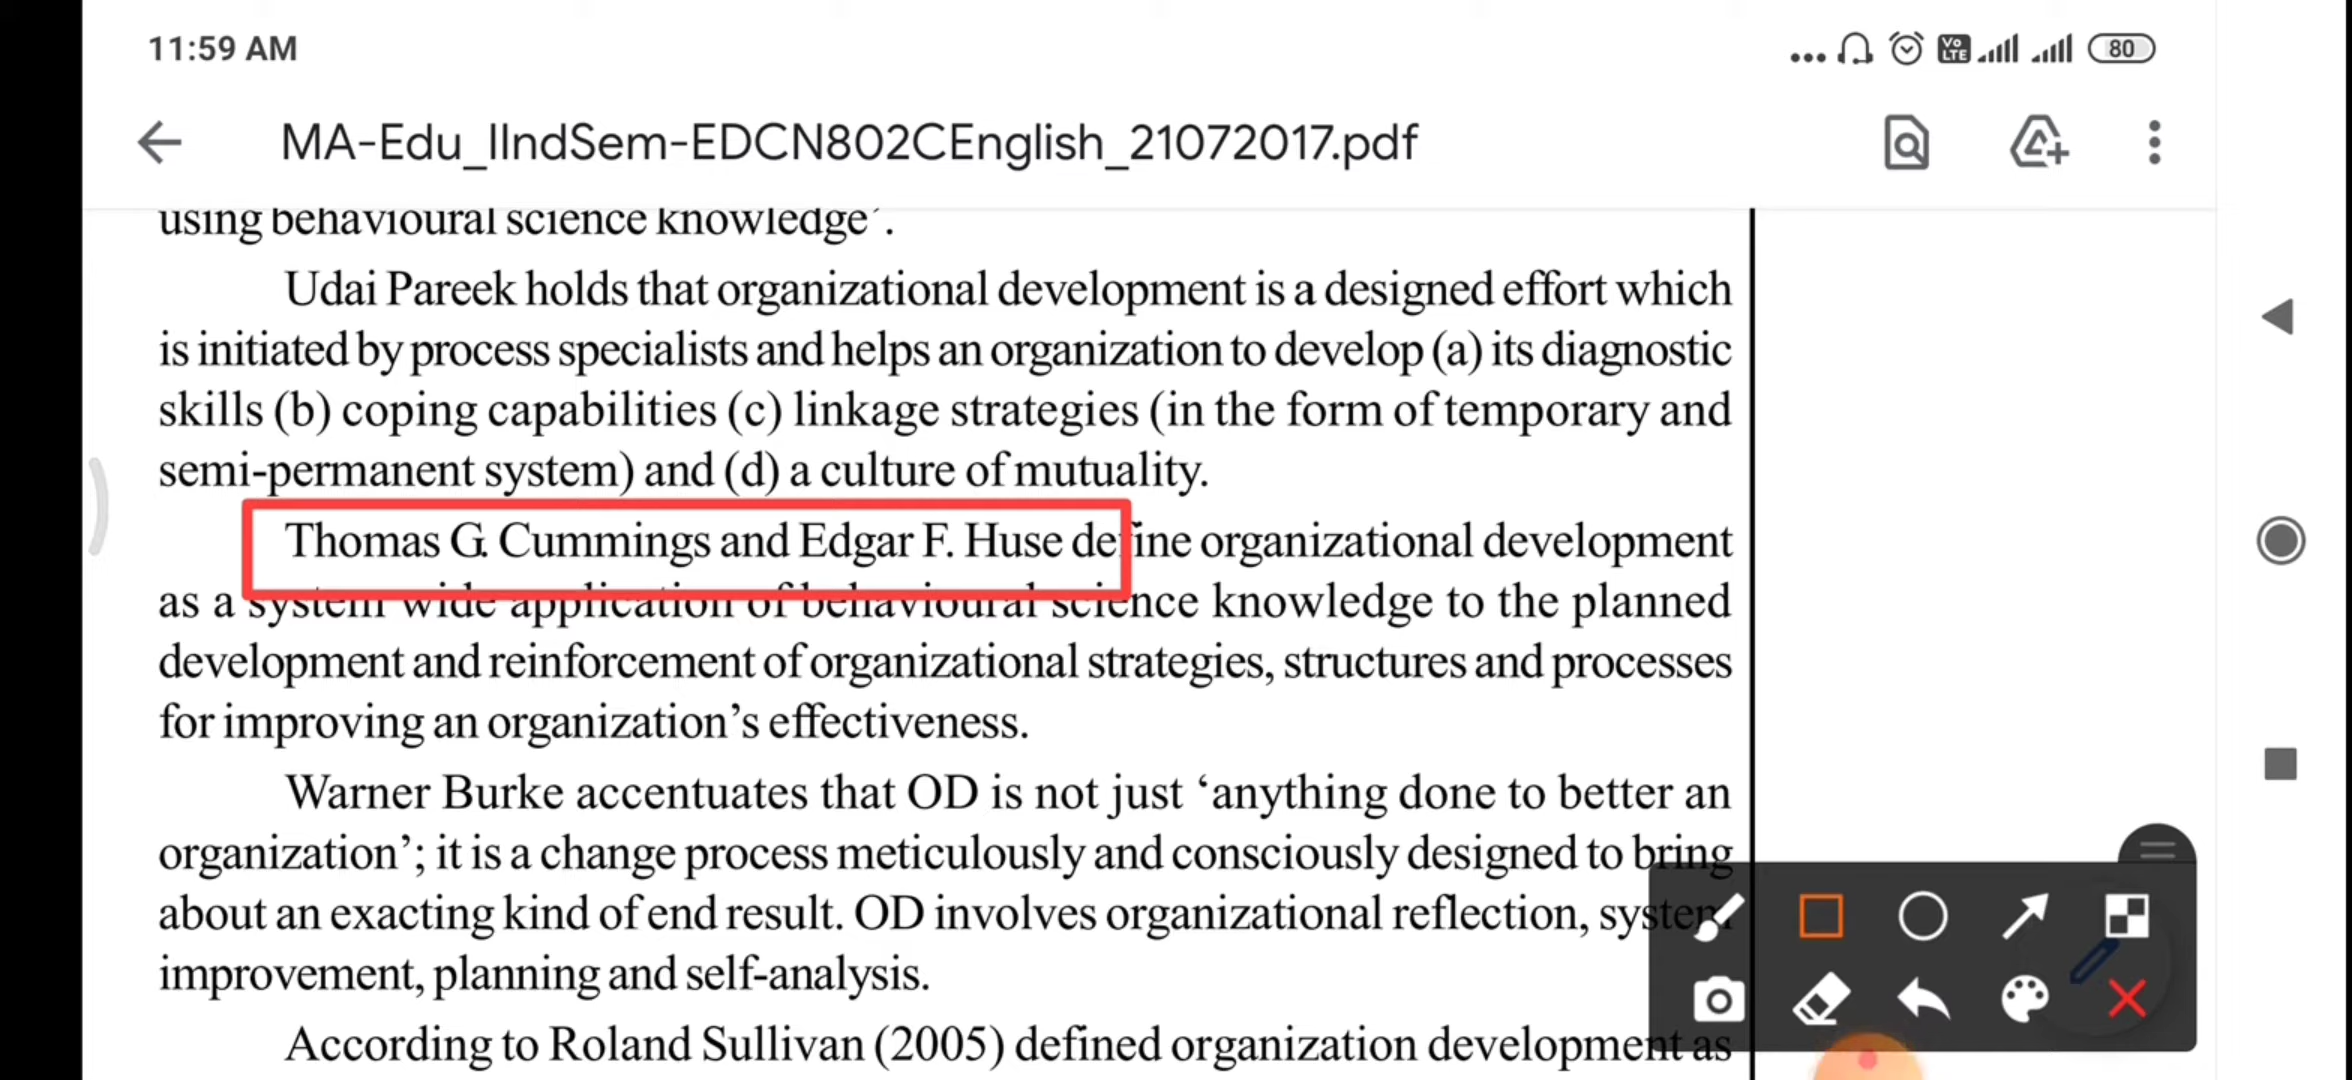 11:59 AM
Vo LTE 80
MA-Edu_IIndSem-EDCN802CEnglish_21072017.pdf
using behavioural science knowledge’.
Udai Pareek holds that organizational development is a designed effort which
is initiated by process specialists and helps an organization to develop (a) its diagnostic
skills (b) coping capabilities (c) linkage strategies (in the form of temporary and
semi-permanent system) and (d) a culture of mutuality.
Thomas G. Cummings and Edgar F. Huse define organizational development
as a system wide application of behavioural science knowledge to the planned
development and reinforcement of organizational strategies, structures and processes
for improving an organization’s effectiveness.
Warner Burke accentuates that OD is not just ‘anything done to better an
organization’; it is a change process meticulously and consciously designed to bring
about an exacting kind of end result. OD involves organizational reflection, system
improvement, planning and self-analysis.
According to Roland Sullivan (2005) defined organization development as